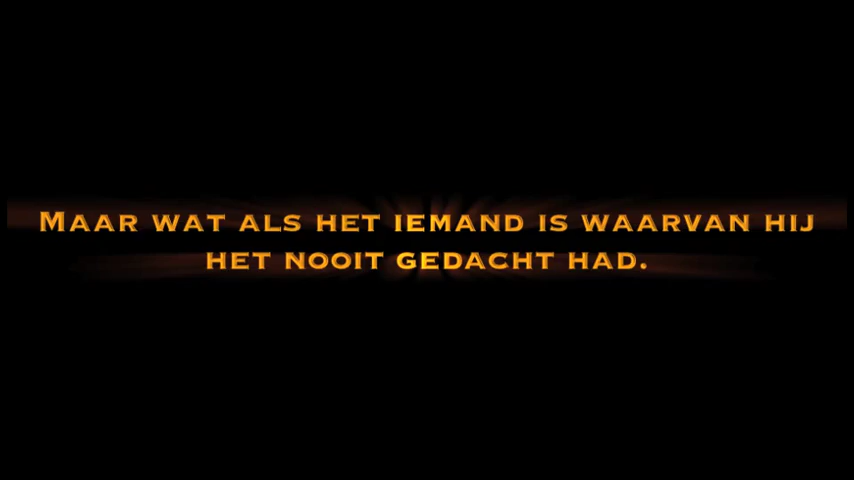 Maar wat als het iemand is waarvan hij
het nooit gedacht had.